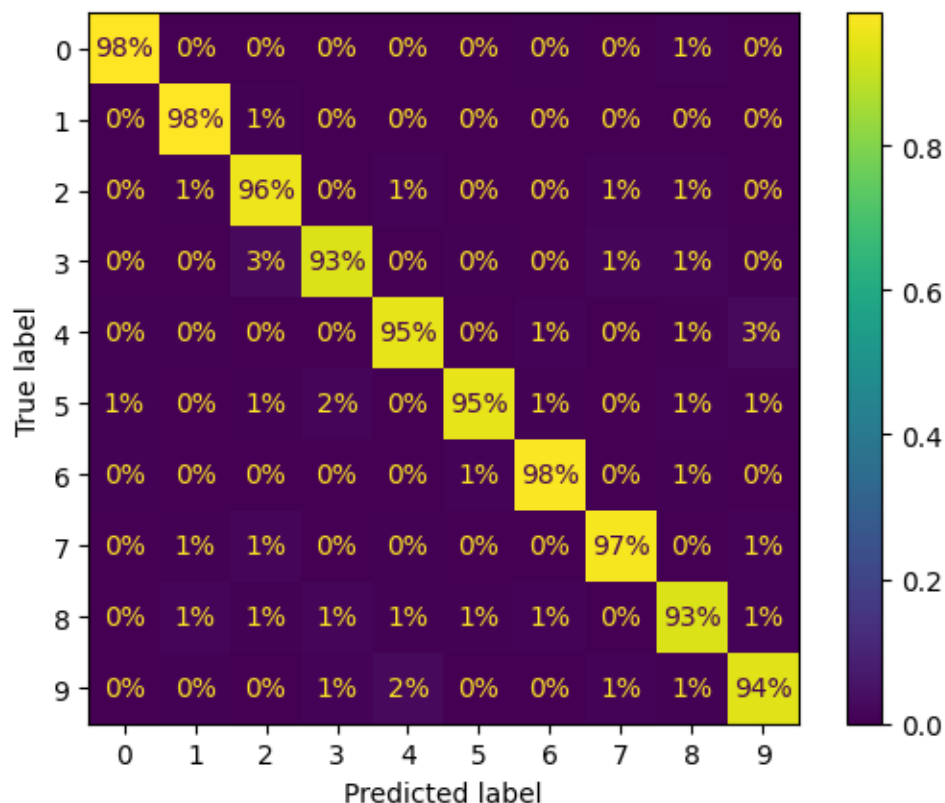 0 98% 0% 0% 0% 0% 0% 0% 0% 1% 0%
1 0% 98% 1% 0% 0% 0% 0% 0% 0% 0%
2 0% 1% 96% 0% 1% 0% 0% 1% 1% 0%
3 0% 0% 3% 93% 0% 0% 0% 1% 1% 0%
4 0% 0% 0% 0% 95% 0% 1% 0% 1% 3%
5 1% 0% 1% 2% 0% 95% 1% 0% 1% 1%
6 0% 0% 0% 0% 0% 1% 98% 0% 1% 0%
7 0% 1% 1% 0% 0% 0% 0% 97% 0% 1%
8 0% 1% 1% 1% 1% 1% 1% 0% 93% 1%
9 0% 0% 0% 1% 2% 0% 0% 1% 1% 94%
0 1 2 3 4 5 6 7 8 9
Predicted label
True label
0.8
0.6
0.4
0.2
0.0